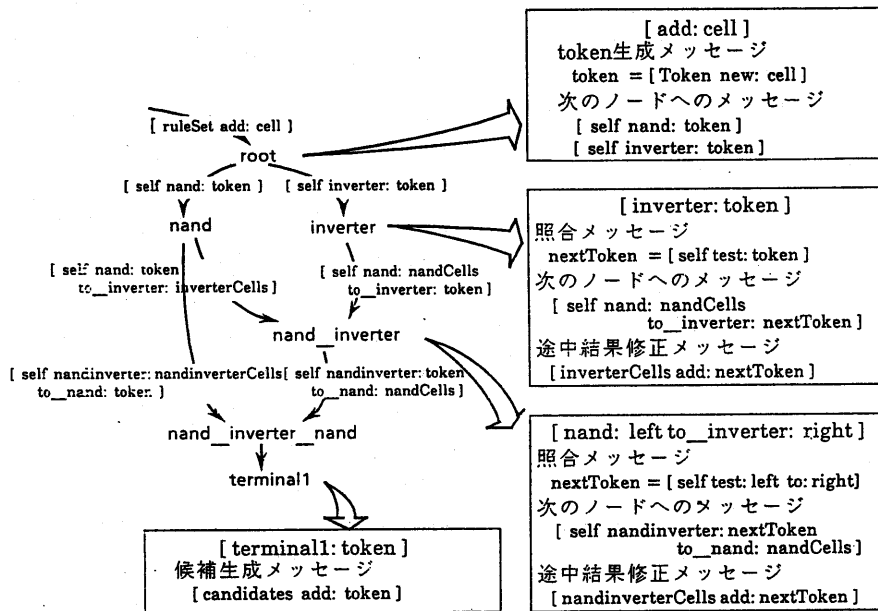 [ ruleSet add: cell ]
root
[ self nand: token ]
[ self inverter: token ]
nand
inverter
[ self nand: token
to__inverter: inverterCells ]
[ self nand: nandCells
to__inverter: token ]
nand__inverter
[ self nandinverter: nandinverterCells
to__nand: token ]
[ self nandinverter: token
to__nand: nandCells ]
nand__inverter__nand
terminal1
[ add: cell ]
token生成メッセージ
token = [ Token new: cell ]
次のノードへのメッセージ
[ self nand: token ]
[ self inverter: token ]
[ inverter: token ]
照合メッセージ
nextToken = [ self test: token ]
次のノードへのメッセージ
[ self nand: nandCells
to__inverter: nextToken ]
途中結果修正メッセージ
[ inverterCells add: nextToken ]
[ nand: left to__inverter: right ]
照合メッセージ
nextToken = [ self test: left to: right]
次のノードへのメッセージ
[ self nandinverter: nextToken
to__nand: nandCells ]
途中結果修正メッセージ
[ nandinverterCells add: nextToken ]
[ terminal1: token ]
候補生成メッセージ
[ candidates add: token ]